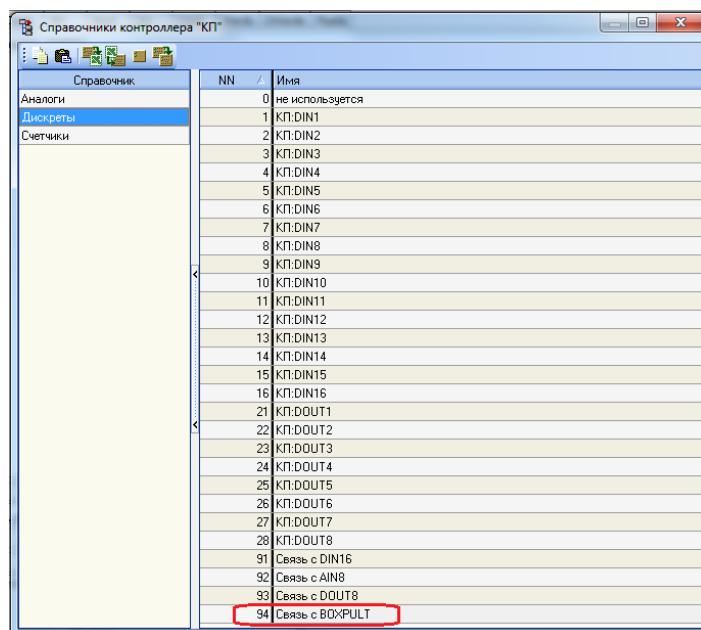 Справочники контроллера "КП"
Справочник
NN Имя
Аналоги
Дискреты
Счетчики
0 не используется
1 КП:DIN1
2 КП:DIN2
3 КП:DIN3
4 КП:DIN4
5 КП:DIN5
6 КП:DIN6
7 КП:DIN7
8 КП:DIN8
9 КП:DIN9
10 КП:DIN10
11 КП:DIN11
12 КП:DIN12
13 КП:DIN13
14 КП:DIN14
15 КП:DIN15
16 КП:DIN16
21 КП:DOUT1
22 КП:DOUT2
23 КП:DOUT3
24 КП:DOUT4
25 КП:DOUT5
26 КП:DOUT6
27 КП:DOUT7
28 КП:DOUT8
91 Связь с DIN16
92 Связь с AIN8
93 Связь с DOUT8
94 Связь с BOXPULT